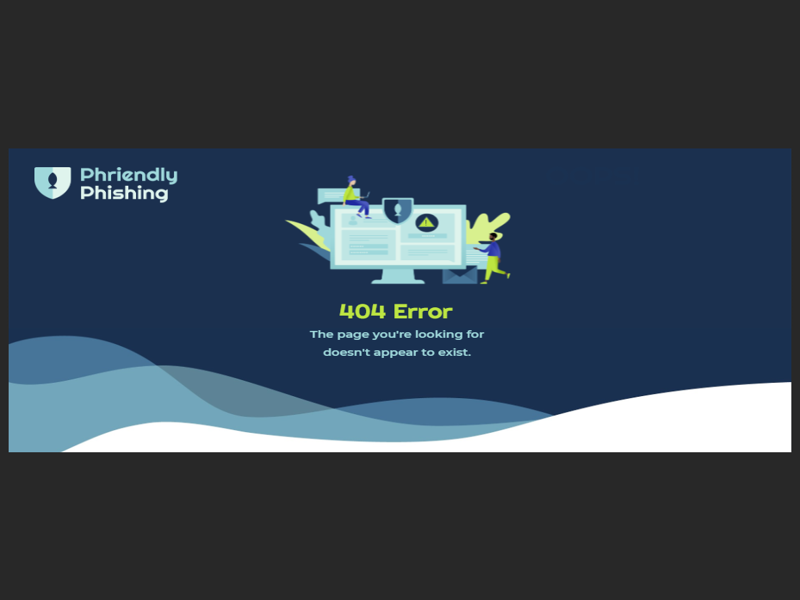 Phriendly
Phishing
404 Error
The page you're looking for
doesn't appear to exist.